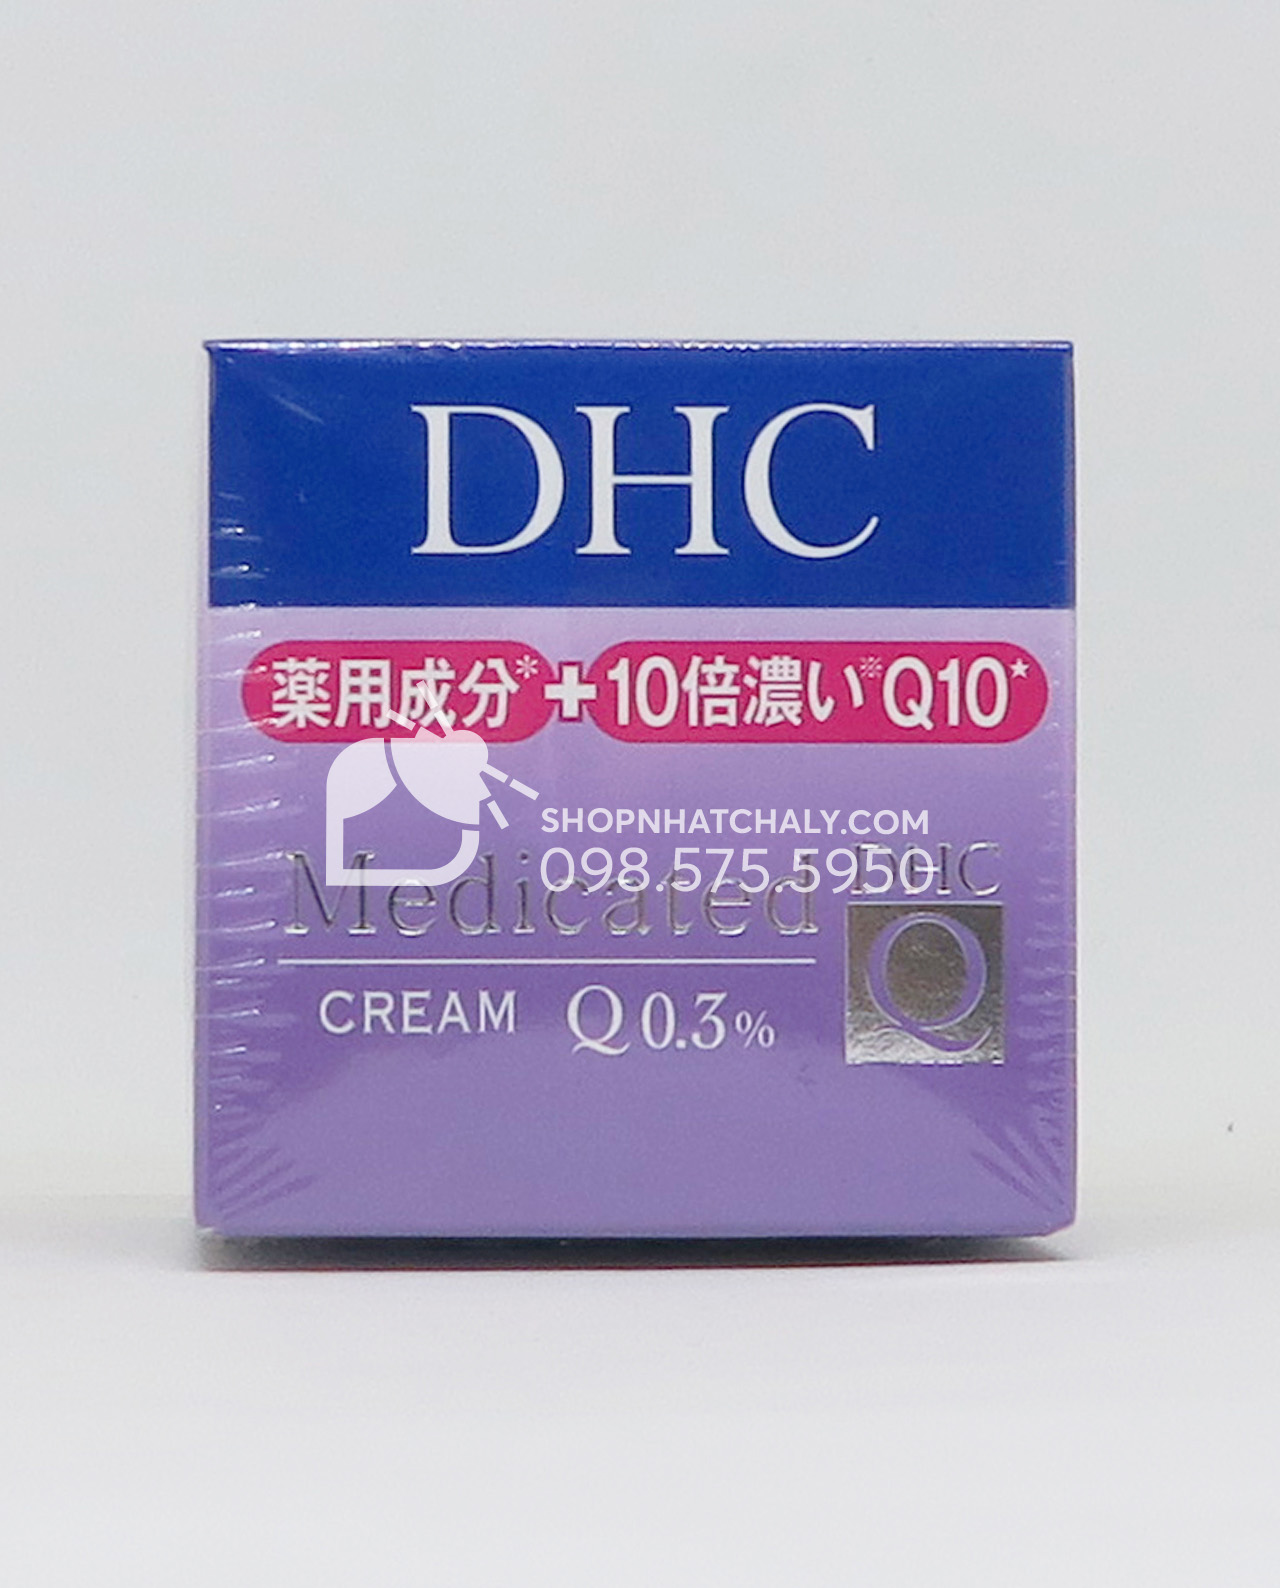 DHC
薬用成分*+10倍濃い※Q10★
SHOPNHATCHALY.COM
098.575.5950
Medicated
DHC
Q
CREAM Q0.3%